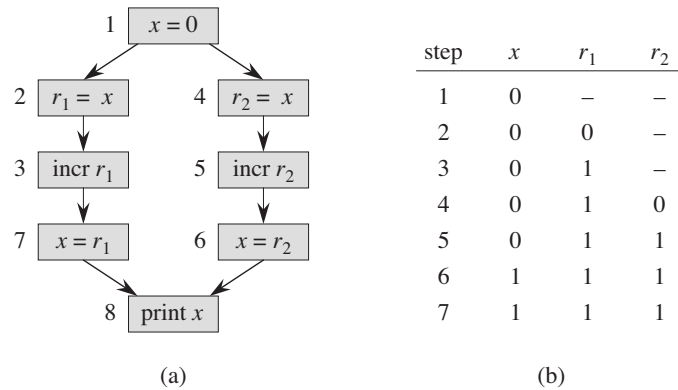 1 x = 0
2 r1 = x 4 r2 = x
3 incr r1 5 incr r2
7 x = r1 6 x = r2
8 print x
(a)
step x r1 r2
1 0 – –
2 0 0 –
3 0 1 –
4 0 1 0
5 0 1 1
6 1 1 1
7 1 1 1
(b)